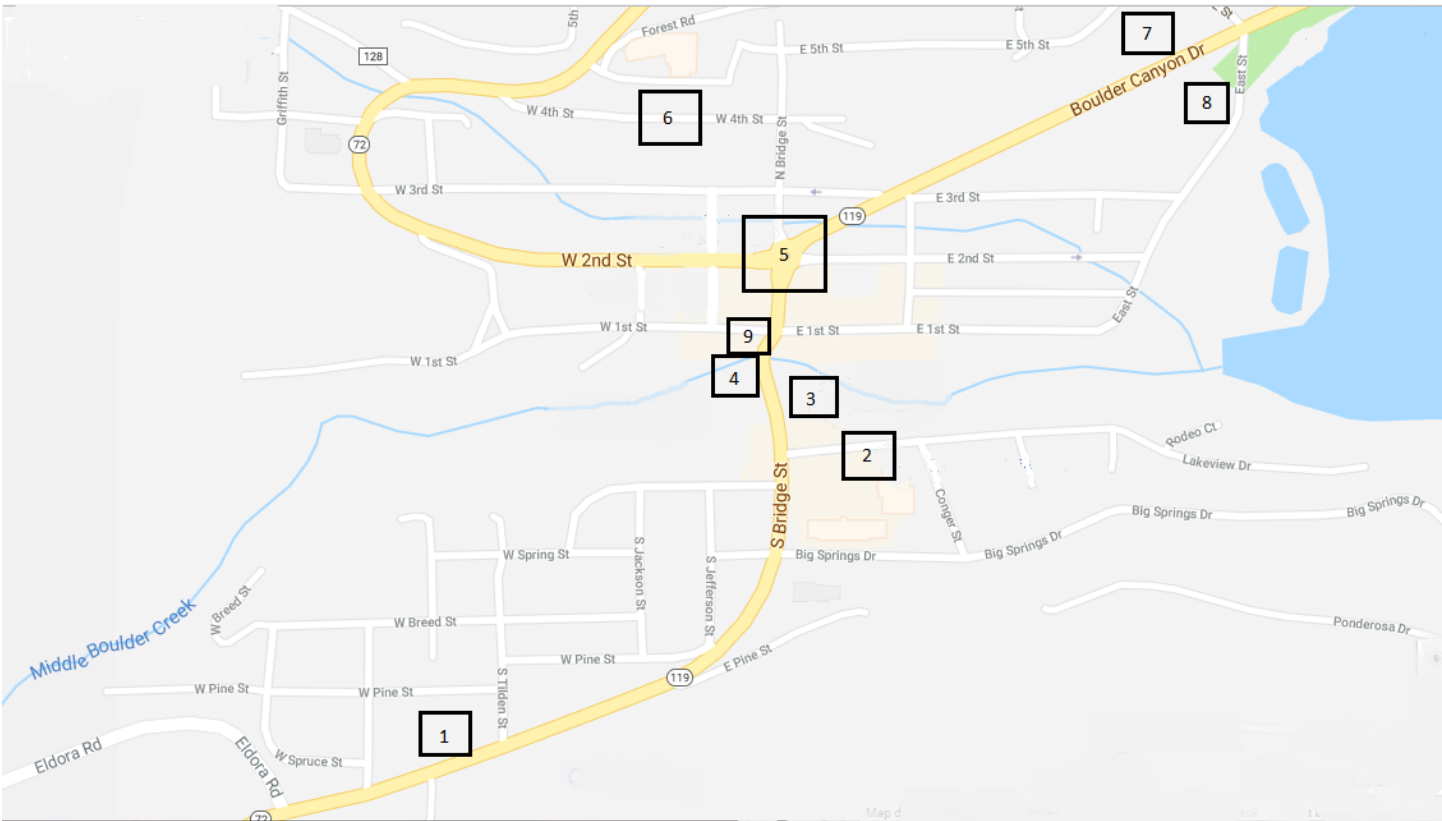 E St
5th
Forest Rd
7
E 5th St
E 5th St
128
Boulder Canyon Dr
East St
Griffith St
6
8
W 4th St
W 4th St
N Bridge St
72
W 3rd St
E 3rd St
119
5
W 2nd St
E 2nd St
East St
W 1st St
9
E 1st St
E 1st St
W 1st St
4
3
Rodeo Ct
2
Lakeview Dr
S Bridge St
Conger St
Big Springs Dr
Big Springs Dr
W Spring St
S Jackson St
S Jefferson St
Big Springs Dr
Big Springs Dr
W Breed St
Middle Boulder Creek
W Breed St
Ponderosa Dr
W Pine St
E Pine St
119
W Pine St
W Pine St
S Tilden St
1
Eldora Rd
Eldora Rd
W Spruce St
72
Map d